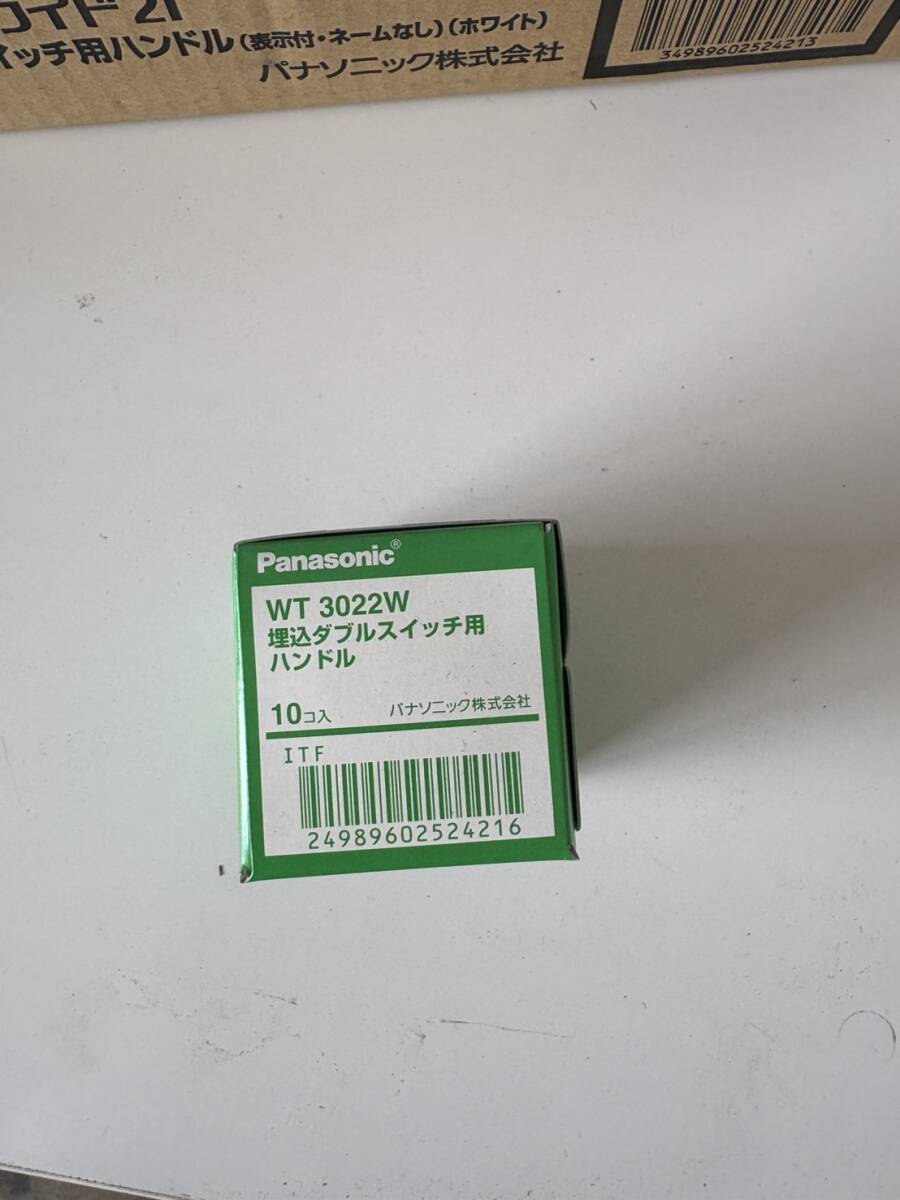 ワイド 21
イッチ用ハンドル(表示付・ネームなし)(ホワイト)
パナソニック株式会社
34989602524213
Panasonic®
WT 3022W
埋込ダブルスイッチ用
ハンドル
10コ入 パナソニック株式会社
ITF
24989602524216